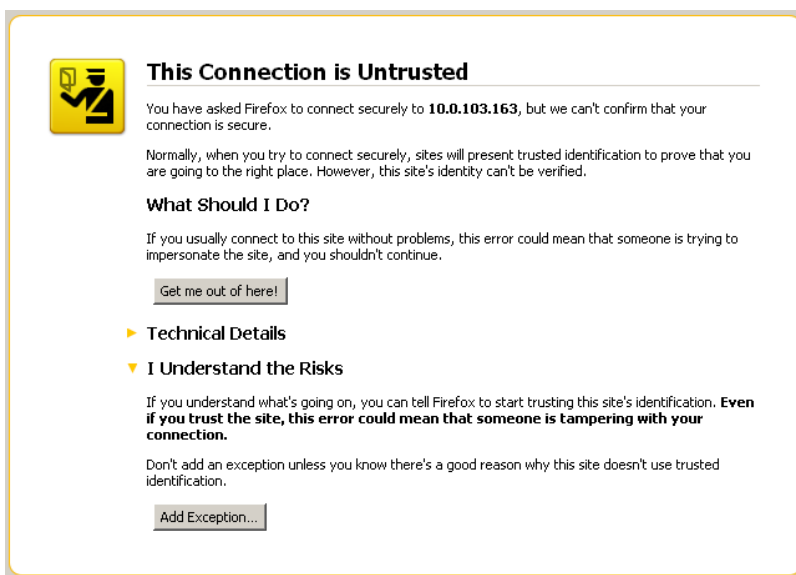 This Connection is Untrusted
You have asked Firefox to connect securely to 10.0.103.163, but we can't confirm that your
connection is secure.
Normally, when you try to connect securely, sites will present trusted identification to prove that you
are going to the right place. However, this site's identity can't be verified.
What Should I Do?
If you usually connect to this site without problems, this error could mean that someone is trying to
impersonate the site, and you shouldn't continue.
Get me out of here!
Technical Details
I Understand the Risks
If you understand what's going on, you can tell Firefox to start trusting this site's identification. Even
if you trust the site, this error could mean that someone is tampering with your
connection.
Don't add an exception unless you know there's a good reason why this site doesn't use trusted
identification.
Add Exception...